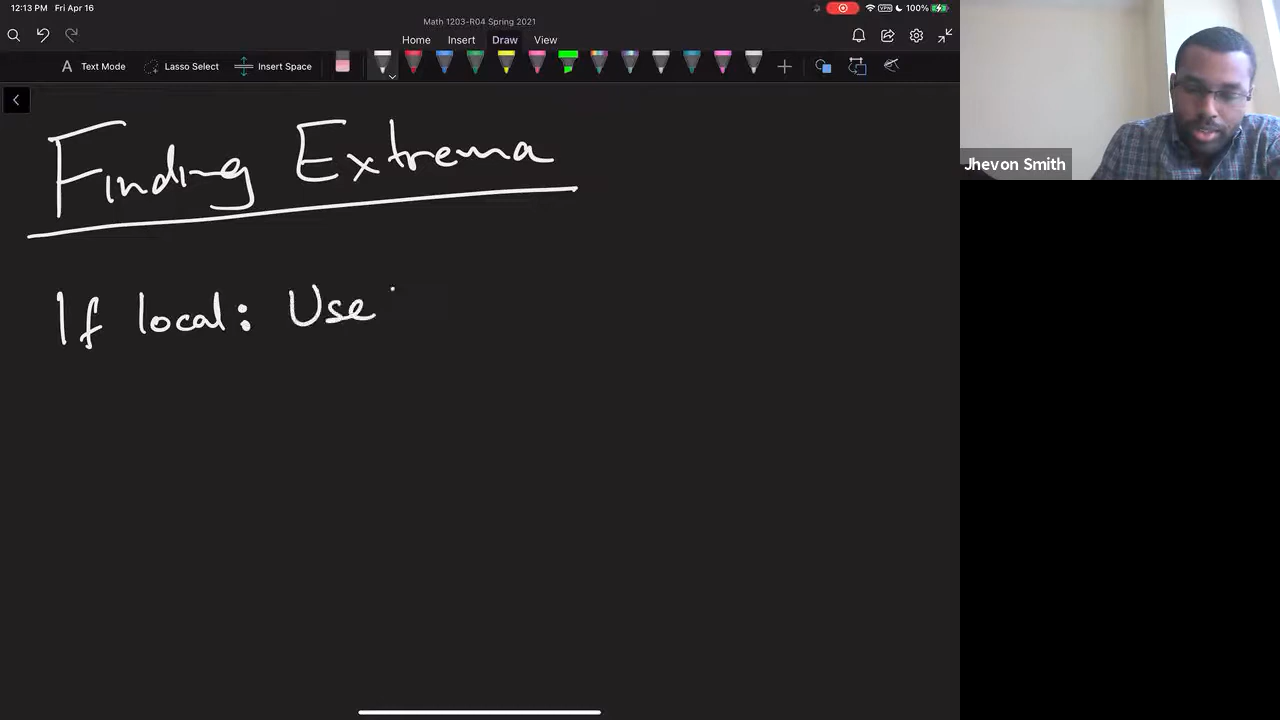 12:13 PM Fri Apr 16
VPN 100%
Math 1203-R04 Spring 2021
Home Insert Draw View
A Text Mode Lasso Select Insert Space
Finding Extrema
If local: Use
Jhevon Smith